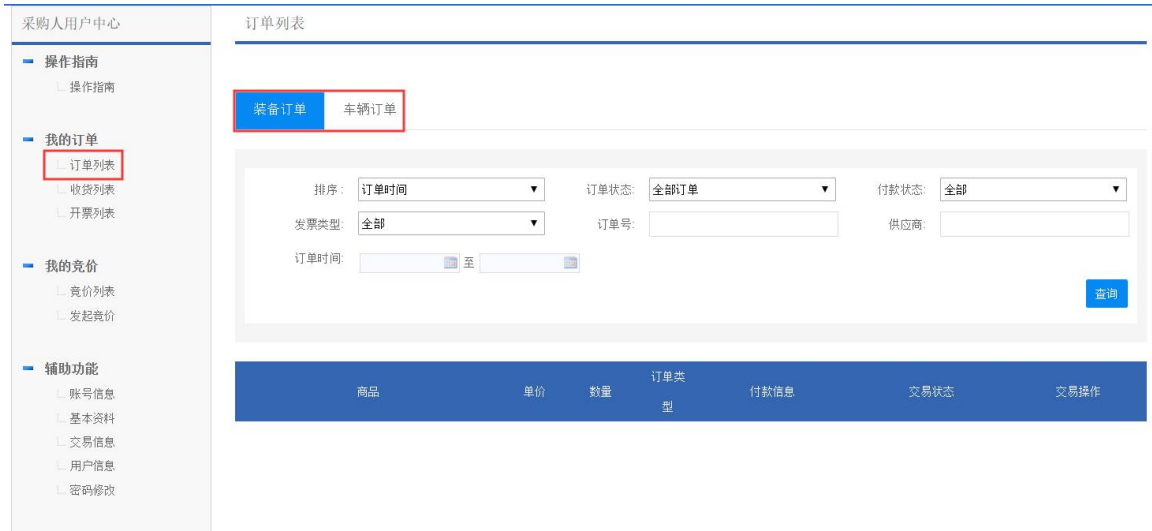 采购人用户中心
操作指南
操作指南
我的订单
订单列表
收货列表
开票列表
我的竞价
竞价列表
发起竞价
辅助功能
账号信息
基本资料
交易信息
用户信息
密码修改
订单列表
装备订单 车辆订单
排序: 订单时间 订单状态: 全部订单 付款状态: 全部
发票类型: 全部 订单号: 供应商:
订单时间: 至
查询
商品 单价 数量 订单类 付款信息 交易状态 交易操作
型